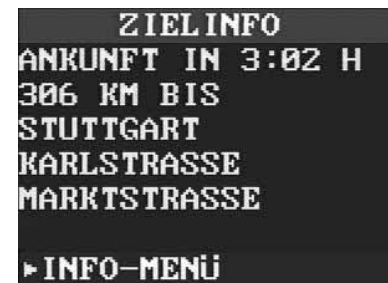 ZIELINFO
ANKUNFT IN 3:02 H
306 KM BIS
STUTTGART
KARLSTRASSE
MARKTSTRASSE
►INFO-MENÜ